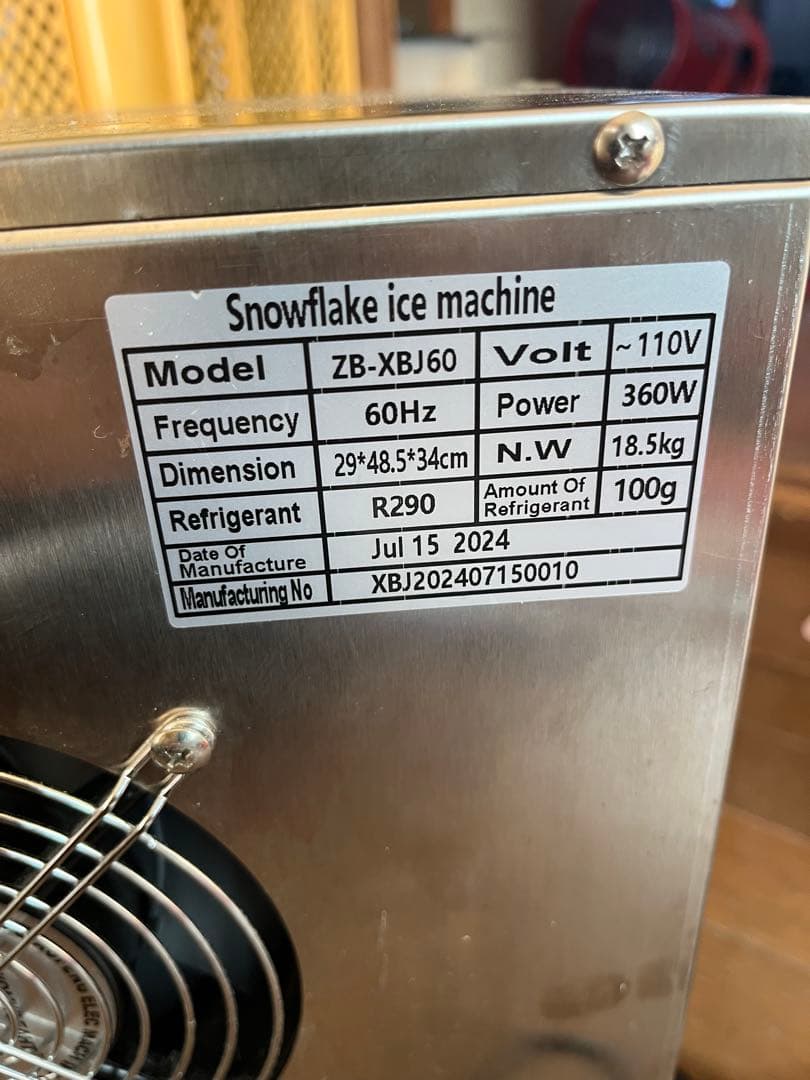 Snowflake ice machine
Model ZB-XBJ60 Volt ~110V
Frequency 60Hz Power 360W
Dimension 29*48.5*34cm N.W 18.5kg
Refrigerant R290 Amount Of Refrigerant 100g
Date Of Manufacture Jul 15 2024
Manufacturing No XBJ202407150010